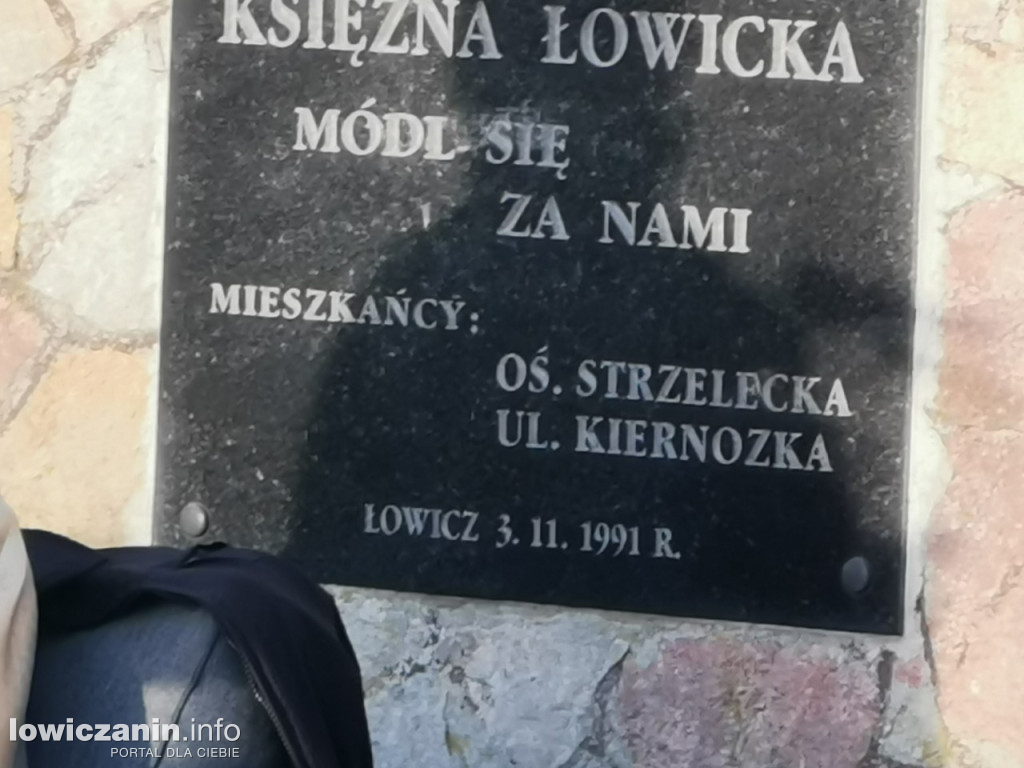 KSIĘŻNA ŁOWICKA
MÓDL SIĘ
ZA NAMI
MIESZKAŃCY:
OŚ. STRZELECKA
UL. KIERNOZKA
ŁOWICZ 3. 11. 1991 R.
lowiczanin.info
PORTAL DLA CIEBIE